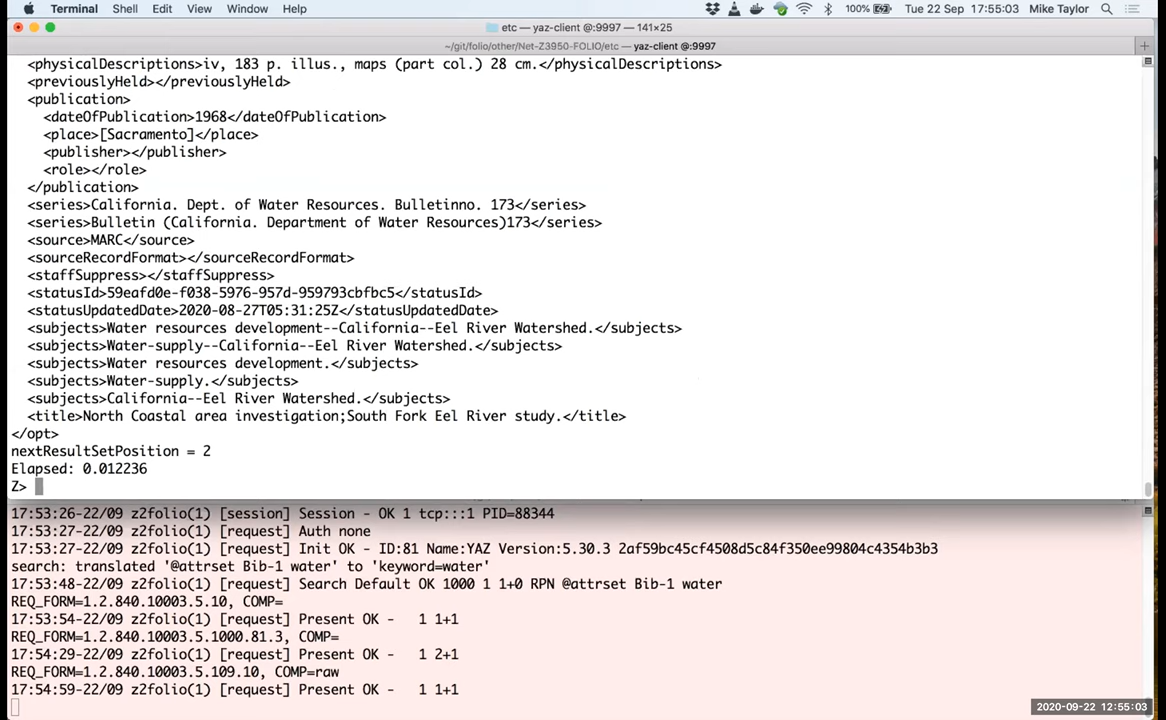 Terminal Shell Edit View Window Help 100% Tue 22 Sep 17:55:03 Mike Taylor
etc — yaz-client @:9997 — 141×25
~/git/folio/other/Net-Z3950-FOLIO/etc — yaz-client @:9997
<physicalDescriptions>iv, 183 p. illus., maps (part col.) 28 cm.</physicalDescriptions>
<previouslyHeld></previouslyHeld>
<publication>
<dateOfPublication>1968</dateOfPublication>
<place>[Sacramento]</place>
<publisher></publisher>
<role></role>
</publication>
<series>California. Dept. of Water Resources. Bulletinno. 173</series>
<series>Bulletin (California. Department of Water Resources)173</series>
<source>MARC</source>
<sourceRecordFormat></sourceRecordFormat>
<staffSuppress></staffSuppress>
<statusId>59eafd0e-f038-5976-957d-959793cbfbc5</statusId>
<statusUpdatedDate>2020-08-27T05:31:25Z</statusUpdatedDate>
<subjects>Water resources development--California--Eel River Watershed.</subjects>
<subjects>Water-supply--California--Eel River Watershed.</subjects>
<subjects>Water resources development.</subjects>
<subjects>Water-supply.</subjects>
<subjects>California--Eel River Watershed.</subjects>
<title>North Coastal area investigation;South Fork Eel River study.</title>
</opt>
nextResultSetPosition = 2
Elapsed: 0.012236
Z>
17:53:26-22/09 z2folio(1) [session] Session - OK 1 tcp:::1 PID=88344
17:53:27-22/09 z2folio(1) [request] Auth none
17:53:27-22/09 z2folio(1) [request] Init OK - ID:81 Name:YAZ Version:5.30.3 2af59bc45cf4508d5c84f350ee99804c4354b3b3
search: translated '@attrset Bib-1 water' to 'keyword=water'
17:53:48-22/09 z2folio(1) [request] Search Default OK 1000 1 1+0 RPN @attrset Bib-1 water
REQ_FORM=1.2.840.10003.5.10, COMP=
17:53:54-22/09 z2folio(1) [request] Present OK - 1 1+1
REQ_FORM=1.2.840.10003.5.1000.81.3, COMP=
17:54:29-22/09 z2folio(1) [request] Present OK - 1 2+1
REQ_FORM=1.2.840.10003.5.109.10, COMP=raw
17:54:59-22/09 z2folio(1) [request] Present OK - 1 1+1
2020-09-22 12:55:03